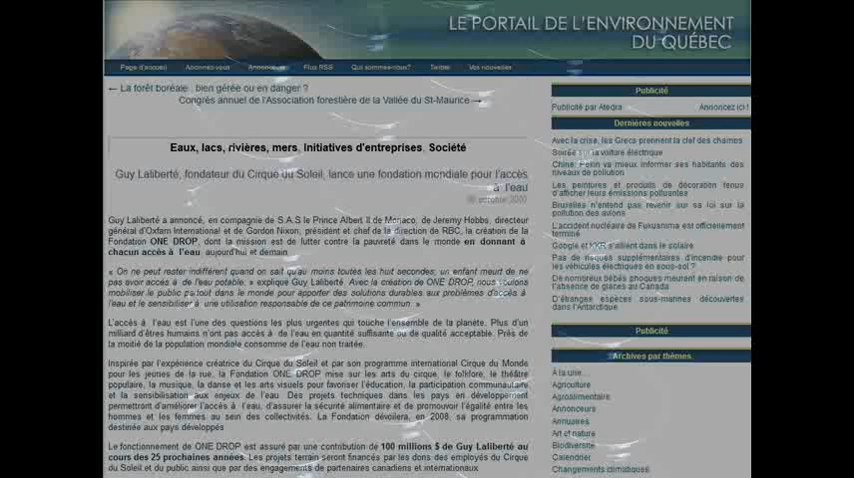 LE PORTAIL DE L'ENVIRONNEMENT
DU QUÉBEC
Page d'accueil Abonnez-vous Annonceurs Flux RSS Qui sommes-nous? Twitter Vos nouvelles
← La forêt boréale : bien gérée ou en danger ?
Congrès annuel de l'Association forestière de la Vallée du St-Maurice →
Eaux, lacs, rivières, mers, Initiatives d'entreprises, Société
Guy Laliberté, fondateur du Cirque du Soleil, lance une fondation mondiale pour l'accès
à l'eau
octobre
Guy Laliberté a annoncé, en compagnie de S.A.S le Prince Albert II de Monaco, de Jeremy Hobbs, directeur
général d'Oxfam International et de Gordon Nixon, président et chef de la direction de RBC, la création de la
Fondation ONE DROP, dont la mission est de lutter contre la pauvreté dans le monde en donnant à
chacun accès à l'eau aujourd'hui et demain.
« On ne peut rester indifférent quand on sait qu'au moins toutes les huit secondes, un enfant meurt de ne
pas avoir accès à de l'eau potable, » explique Guy Laliberté. Avec la création de ONE DROP, nous voulons
mobiliser le public partout dans le monde pour apporter des solutions durables aux problèmes d'accès à
l'eau et le sensibiliser à une utilisation responsable de ce patrimoine commun. »
L'accès à l'eau est l'une des questions les plus urgentes qui touche l'ensemble de la planète. Plus d'un
milliard d'êtres humains n'ont pas accès à de l'eau en quantité suffisante ou de qualité acceptable. Près de
la moitié de la population mondiale consomme de l'eau non traitée.
Inspirée par l'expérience créatrice du Cirque du Soleil et par son programme international Cirque du Monde
pour les jeunes de la rue, la Fondation ONE DROP mise sur les arts du cirque, le folklore, le théâtre
populaire, la musique, la danse et les arts visuels pour favoriser l'éducation, la participation communautaire
et la sensibilisation aux enjeux de l'eau. Des projets techniques dans les pays en développement
permettront d'améliorer l'accès à l'eau, d'assurer la sécurité alimentaire et de promouvoir l'égalité entre les
hommes et les femmes au sein des collectivités. La Fondation dévoilera, en 2008, sa programmation
destinée aux pays développés.
Le fonctionnement de ONE DROP est assuré par une contribution de 100 millions $ de Guy Laliberté au
cours des 25 prochaines années. Les projets terrain seront financés par les dons des employés du Cirque
du Soleil et du public ainsi que par des engagements de partenaires canadiens et internationaux.
Publicité
Publicité par Atedra Annoncez ici !
Dernières nouvelles
Avec la crise, les Grecs prennent la clef des champs
Soirée sur la voiture électrique
Chine: Pékin va mieux informer ses habitants des
niveaux de pollution
Les peintures et produits de décoration tenus
d'afficher leurs émissions polluantes
Bruxelles n'entend pas revenir sur sa loi sur la
pollution des avions
L'accident nucléaire de Fukushima est officiellement
terminé
Google et KKR s'allient dans le solaire
Pas de risques supplémentaires d'incendie pour
les véhicules électriques en sous-sol ?
De nombreux bébés phoques meurent en raison de
l'absence de glaces au Canada
D'étranges espèces sous-marines découvertes
dans l'Antarctique
Publicité
Archives par thèmes
À la une...
Agriculture
Agroalimentaire
Annonceurs
Annuaires
Art et nature
Biodiversité
Calendrier
Changements climatiques